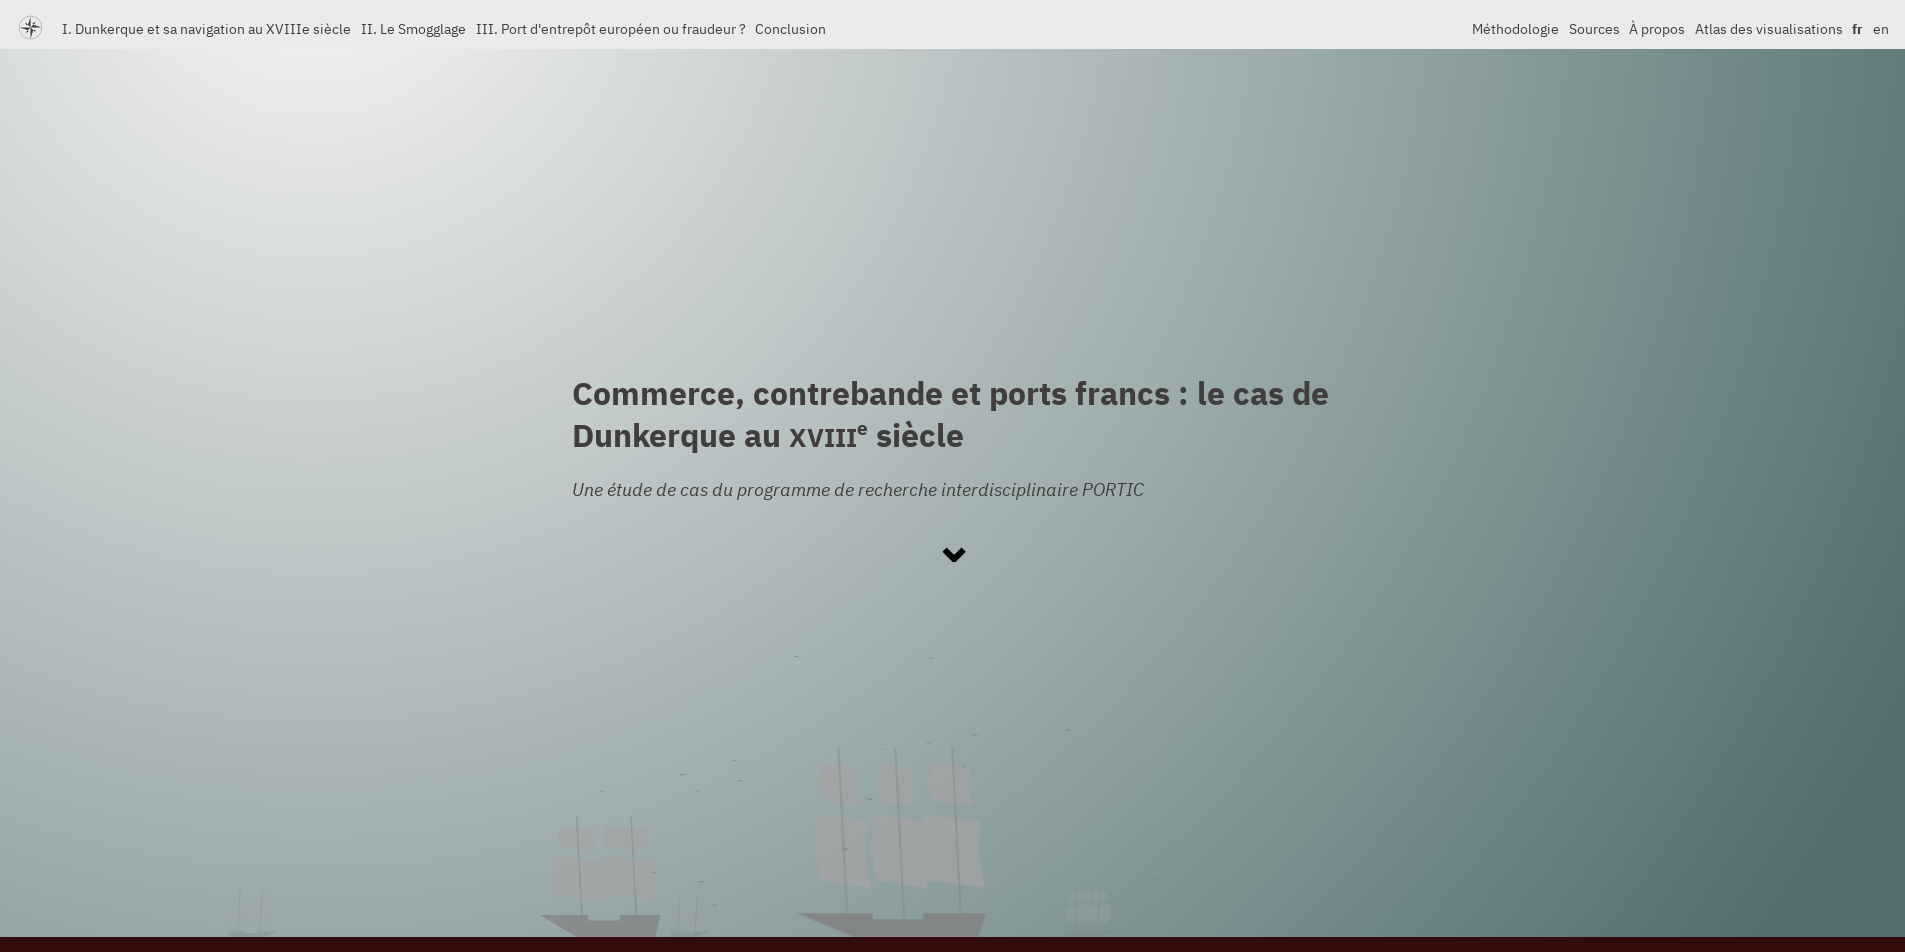 I. Dunkerque et sa navigation au XVIIIe siècle II. Le Smogglage III. Port d'entrepôt européen ou fraudeur ? Conclusion Méthodologie Sources À propos Atlas des visualisations fr en
Commerce, contrebande et ports francs : le cas de
Dunkerque au XVIIIe siècle
Une étude de cas du programme de recherche interdisciplinaire PORTIC